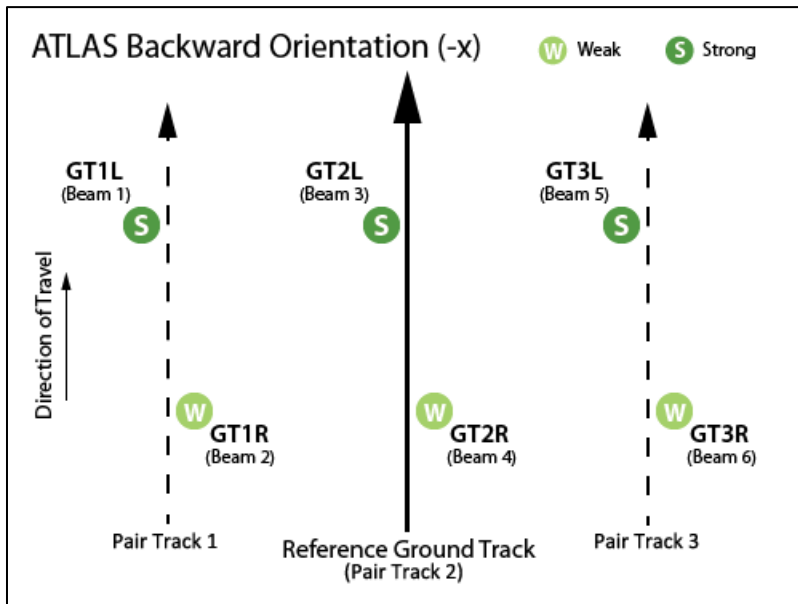 ATLAS Backward Orientation (-x)
W Weak
S Strong
GT1L
(Beam 1)
S
GT2L
(Beam 3)
S
GT3L
(Beam 5)
S
Direction of Travel
W
GT1R
(Beam 2)
W
GT2R
(Beam 4)
W
GT3R
(Beam 6)
Pair Track 1
Reference Ground Track
(Pair Track 2)
Pair Track 3